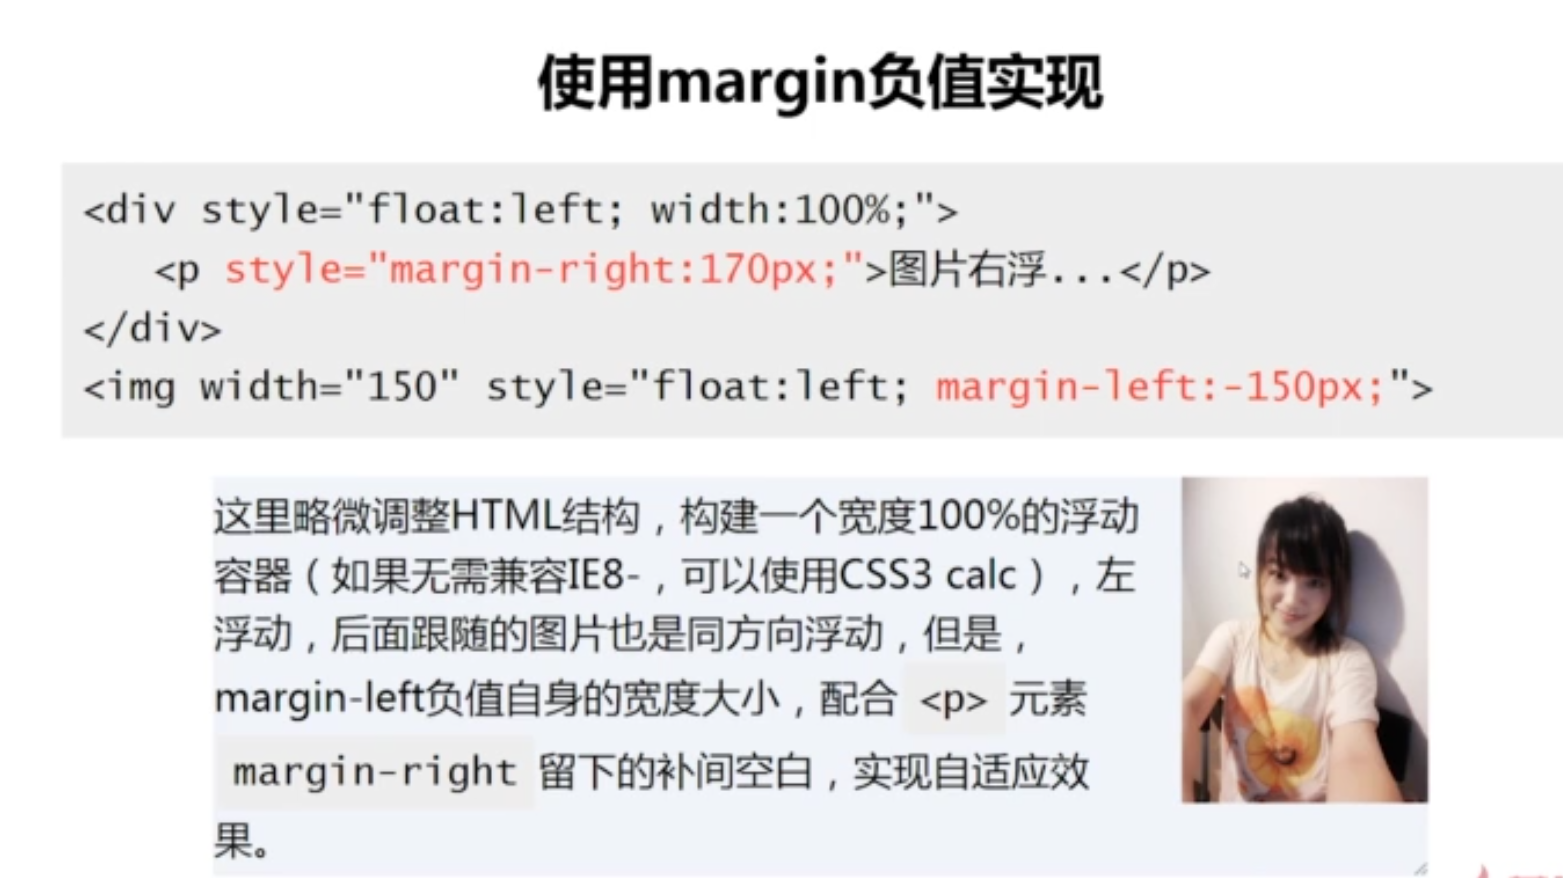 使用margin负值实现
<div style="float:left; width:100%;">
<p style="margin-right:170px;">图片右浮...</p>
</div>
<img width="150" style="float:left; margin-left:-150px;">
这里略微调整HTML结构，构建一个宽度100%的浮动
容器（如果无需兼容IE8-，可以使用CSS3 calc），左
浮动，后面跟随的图片也是同方向浮动，但是，
margin-left负值自身的宽度大小，配合 <p> 元素
margin-right 留下的补间空白，实现自适应效
果。